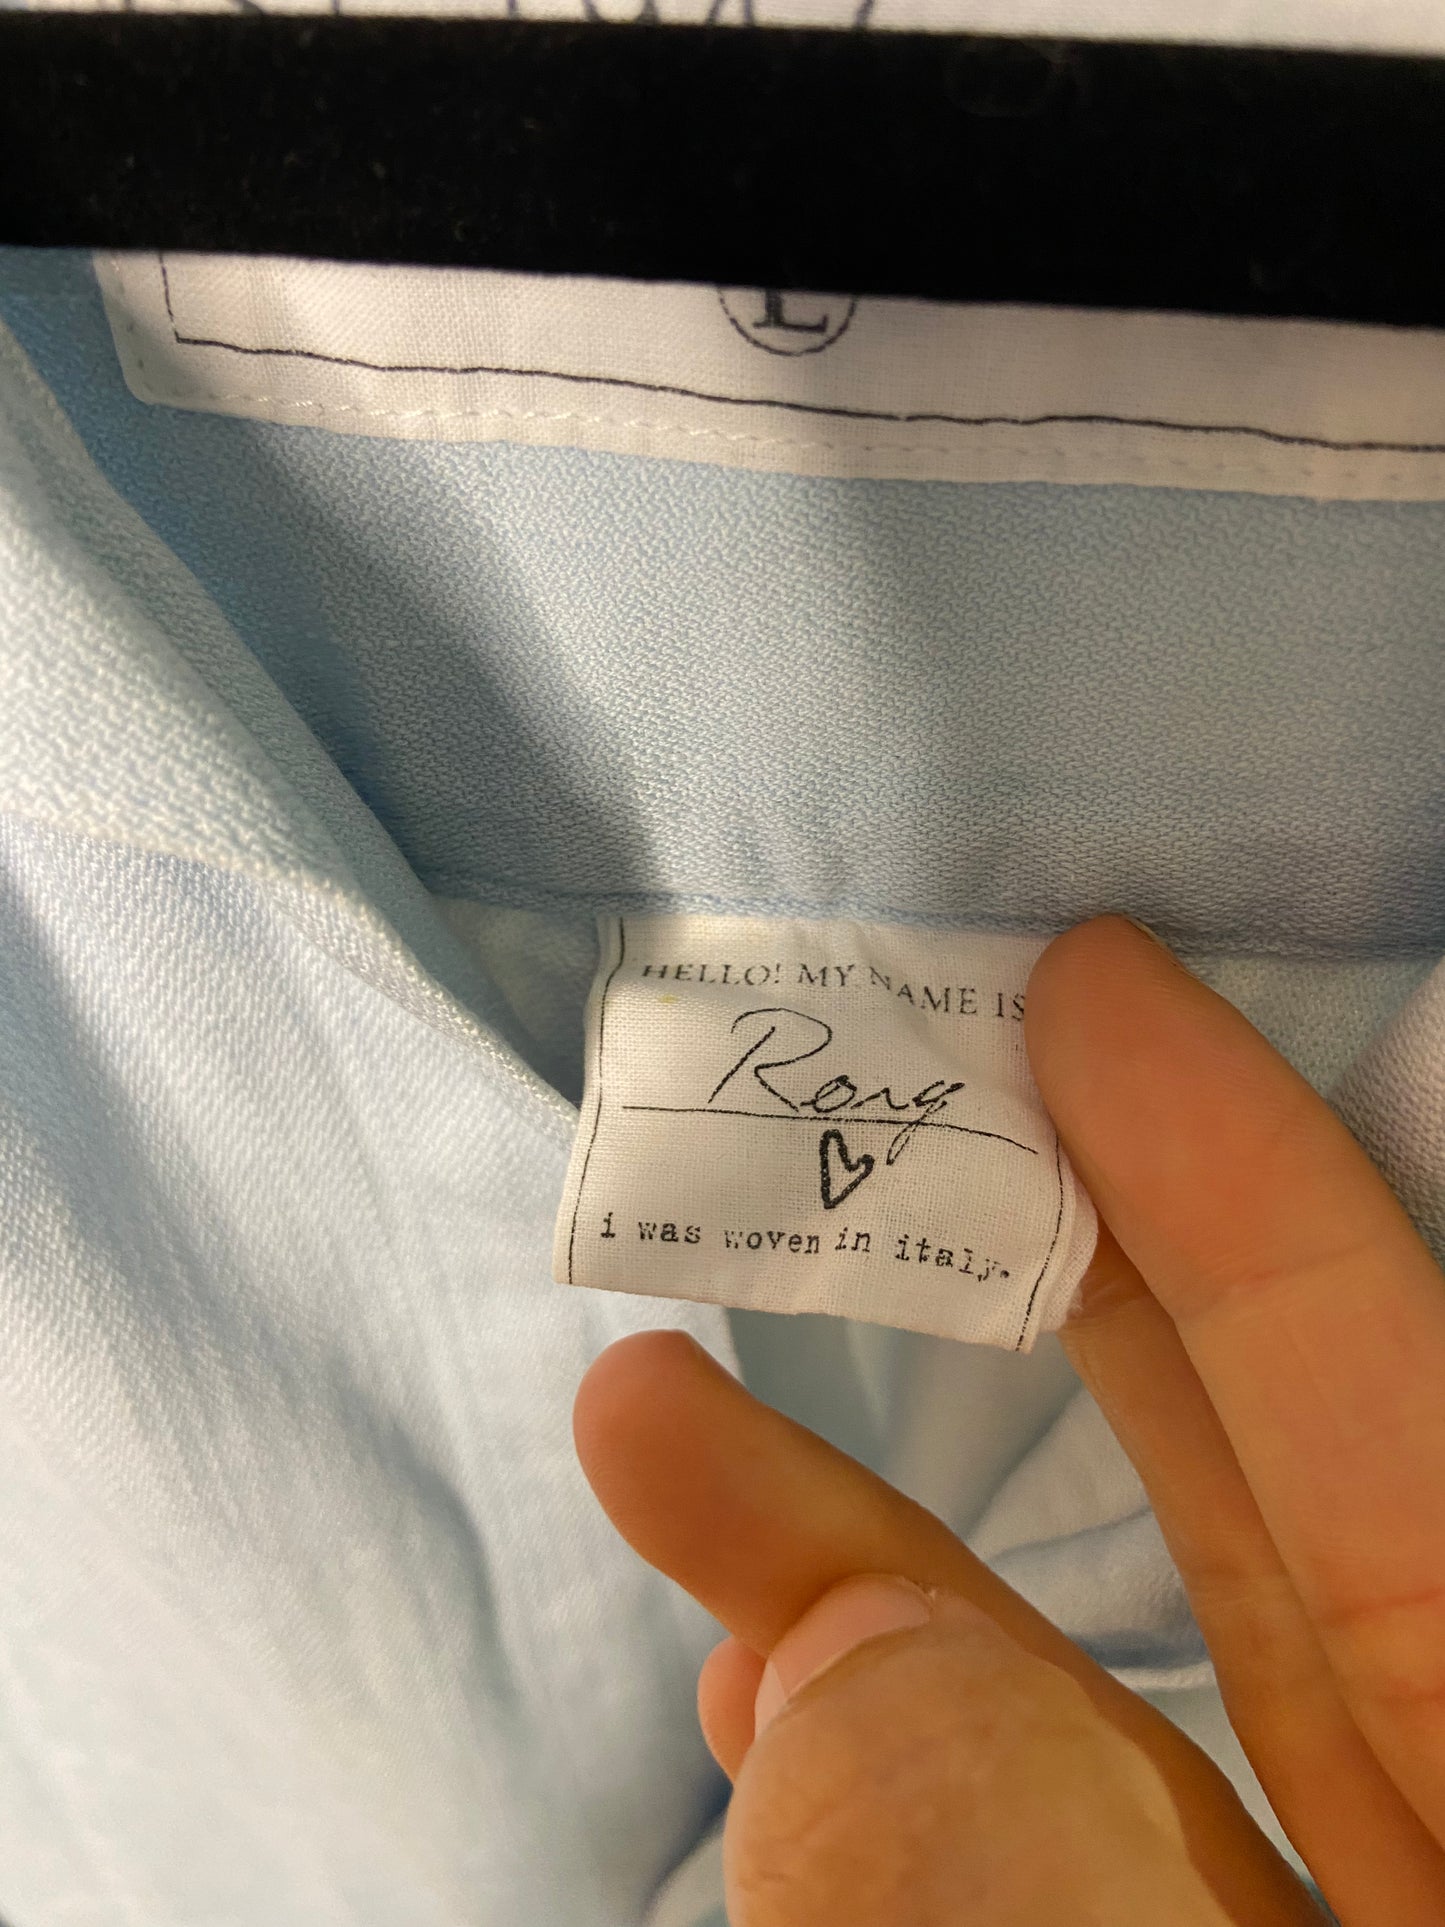 L
HELLO! MY NAME IS
Rory
i was woven in italy.